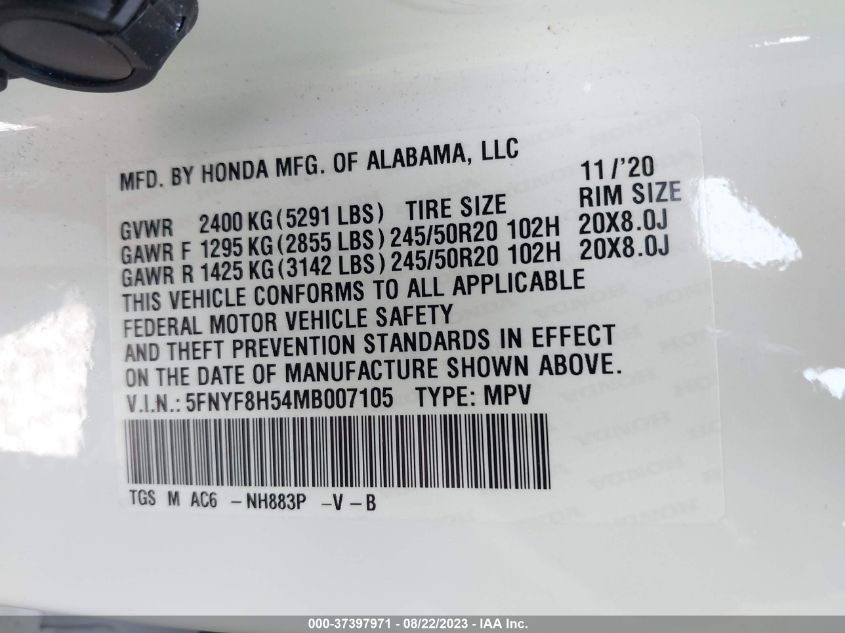 MFD. BY HONDA MFG. OF ALABAMA, LLC 11/'20
GVWR 2400 KG (5291 LBS) TIRE SIZE RIM SIZE
GAWR F 1295 KG (2855 LBS) 245/50R20 102H 20X8.0J
GAWR R 1425 KG (3142 LBS) 245/50R20 102H 20X8.0J
THIS VEHICLE CONFORMS TO ALL APPLICABLE
FEDERAL MOTOR VEHICLE SAFETY
AND THEFT PREVENTION STANDARDS IN EFFECT
ON THE DATE OF MANUFACTURE SHOWN ABOVE.
V.I.N.: 5FNYF8H54MB007105 TYPE: MPV
TGS M AC6 – NH883P –V –B
000-37397971 - 08/22/2023 - IAA Inc.